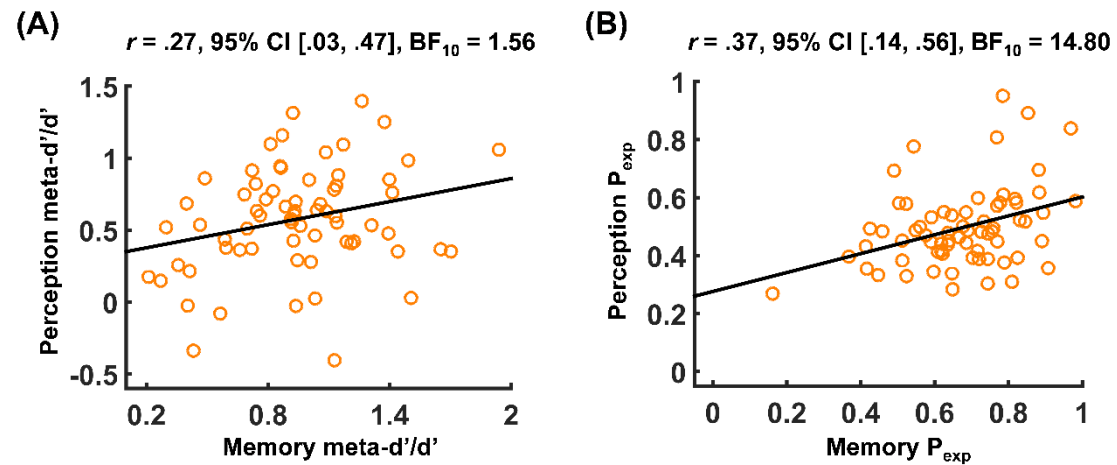 (A)
r = .27, 95% CI [.03, .47], BF10 = 1.56
1.5
1
0.5
0
-0.5
Perception meta-d'/d'
0.2 0.8 1.4 2
Memory meta-d'/d'
(B)
r = .37, 95% CI [.14, .56], BF10 = 14.80
1
0.8
0.6
0.4
0.2
0
Perception Pexp
0 0.2 0.4 0.6 0.8 1
Memory Pexp